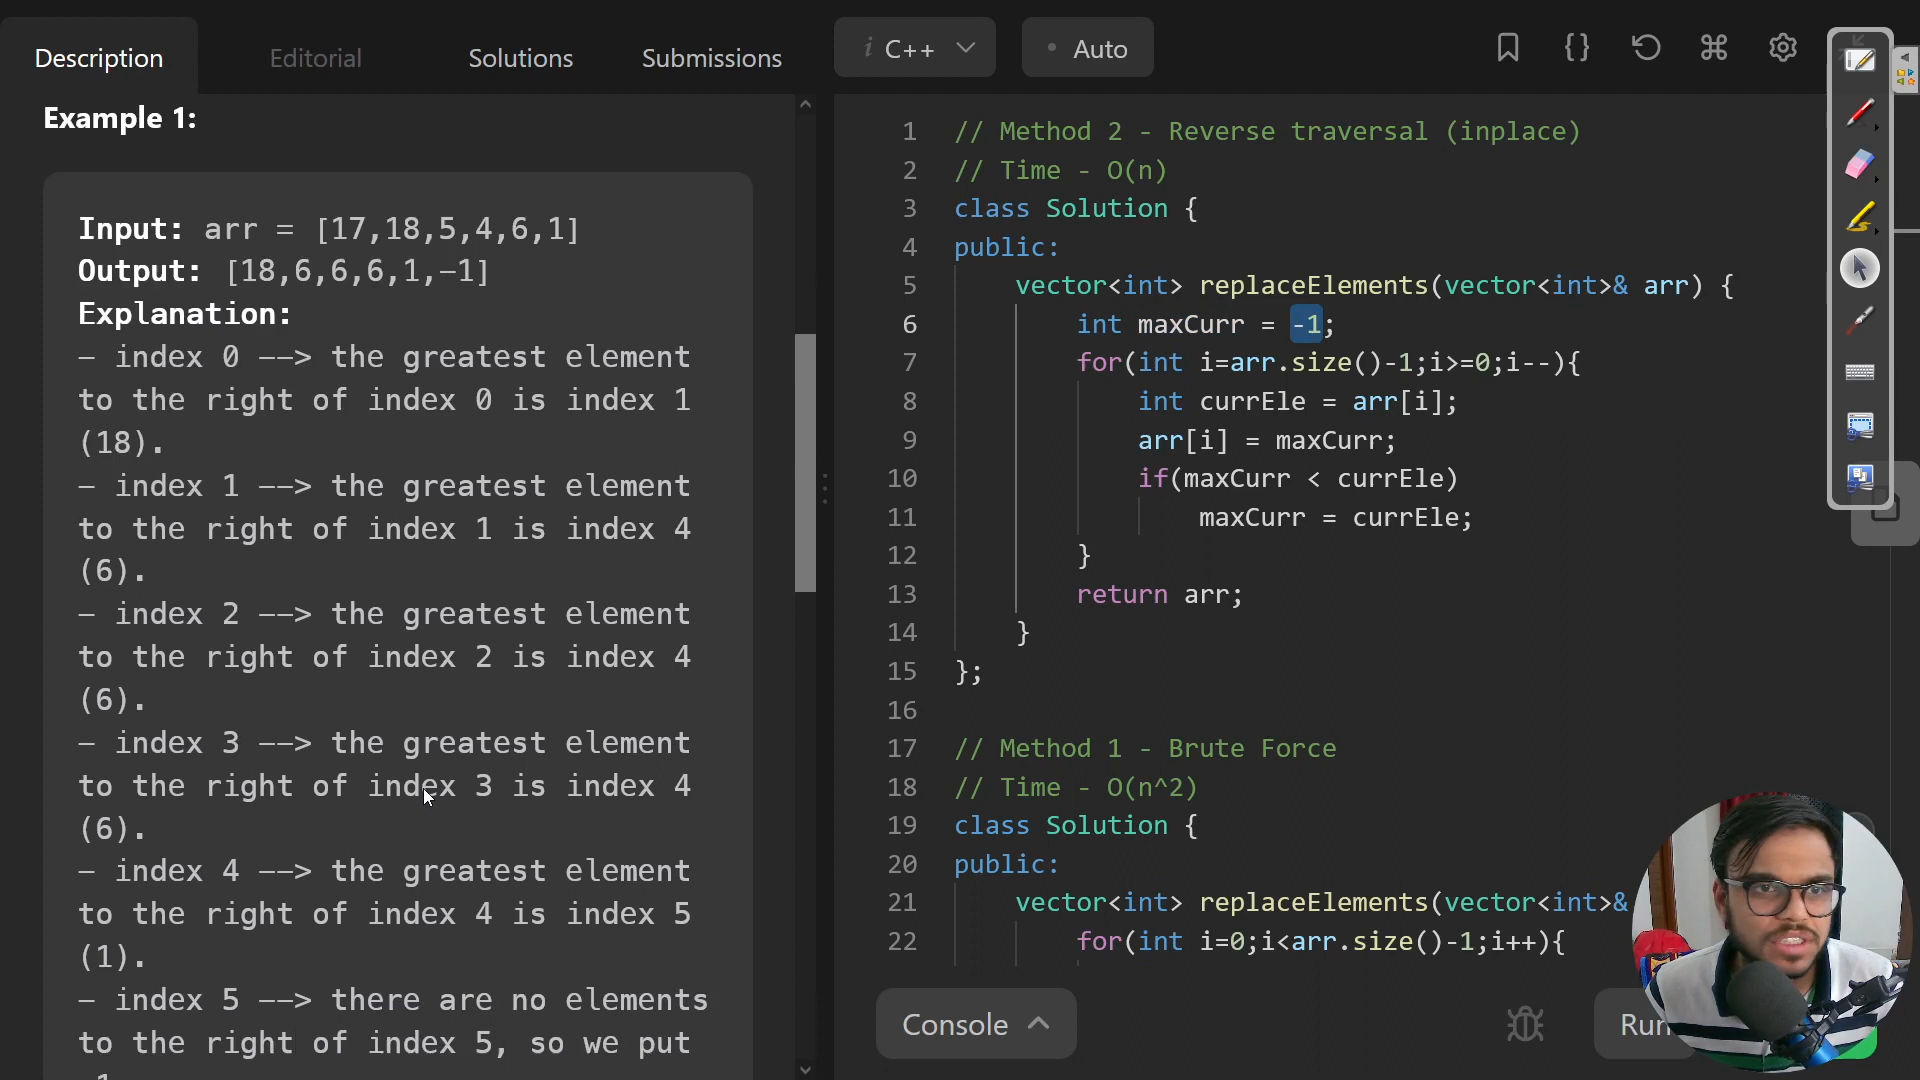 Description
Editorial
Solutions
Submissions
Example 1:
Input: arr = [17,18,5,4,6,1]
Output: [18,6,6,6,1,−1]
Explanation:
− index 0 −−> the greatest element
to the right of index 0 is index 1
(18).
− index 1 −−> the greatest element
to the right of index 1 is index 4
(6).
− index 2 −−> the greatest element
to the right of index 2 is index 4
(6).
− index 3 −−> the greatest element
to the right of index 3 is index 4
(6).
− index 4 −−> the greatest element
to the right of index 4 is index 5
(1).
− index 5 −−> there are no elements
to the right of index 5, so we put
i C++
• Auto
1 // Method 2 - Reverse traversal (inplace)
2 // Time - O(n)
3 class Solution {
4 public:
5 vector<int> replaceElements(vector<int>& arr) {
6 int maxCurr = -1;
7 for(int i=arr.size()-1;i>=0;i--){
8 int currEle = arr[i];
9 arr[i] = maxCurr;
10 if(maxCurr < currEle)
11 maxCurr = currEle;
12 }
13 return arr;
14 }
15 };
16
17 // Method 1 - Brute Force
18 // Time - O(n^2)
19 class Solution {
20 public:
21 vector<int> replaceElements(vector<int>&
22 for(int i=0;i<arr.size()-1;i++){
Console
Run